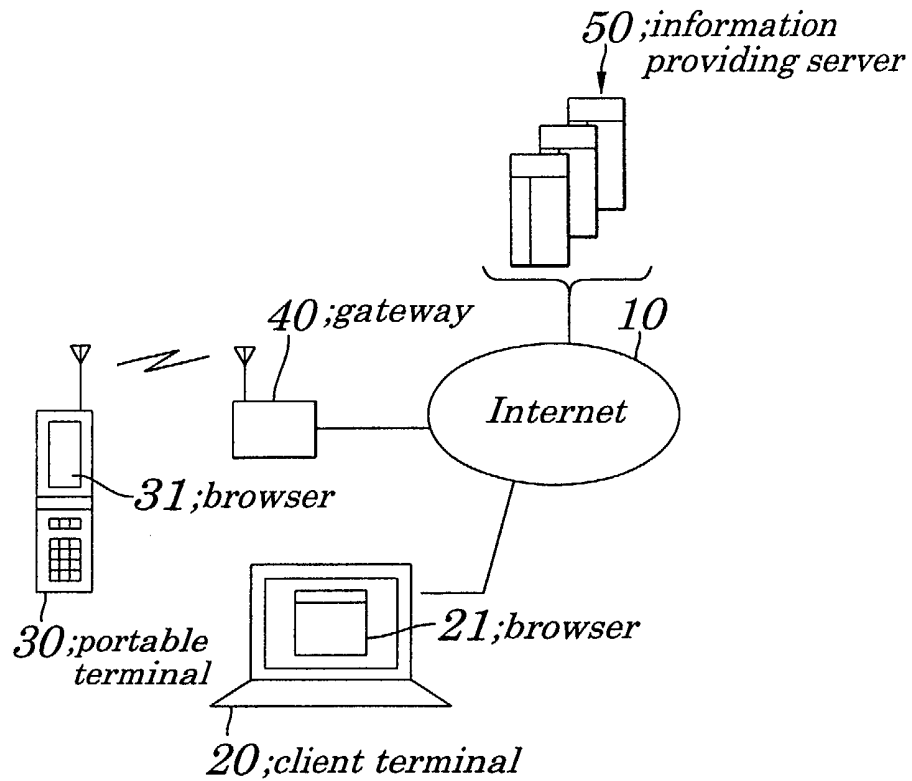 50;information
providing server
40;gateway
10
Internet
31;browser
21;browser
30;portable
terminal
20;client terminal